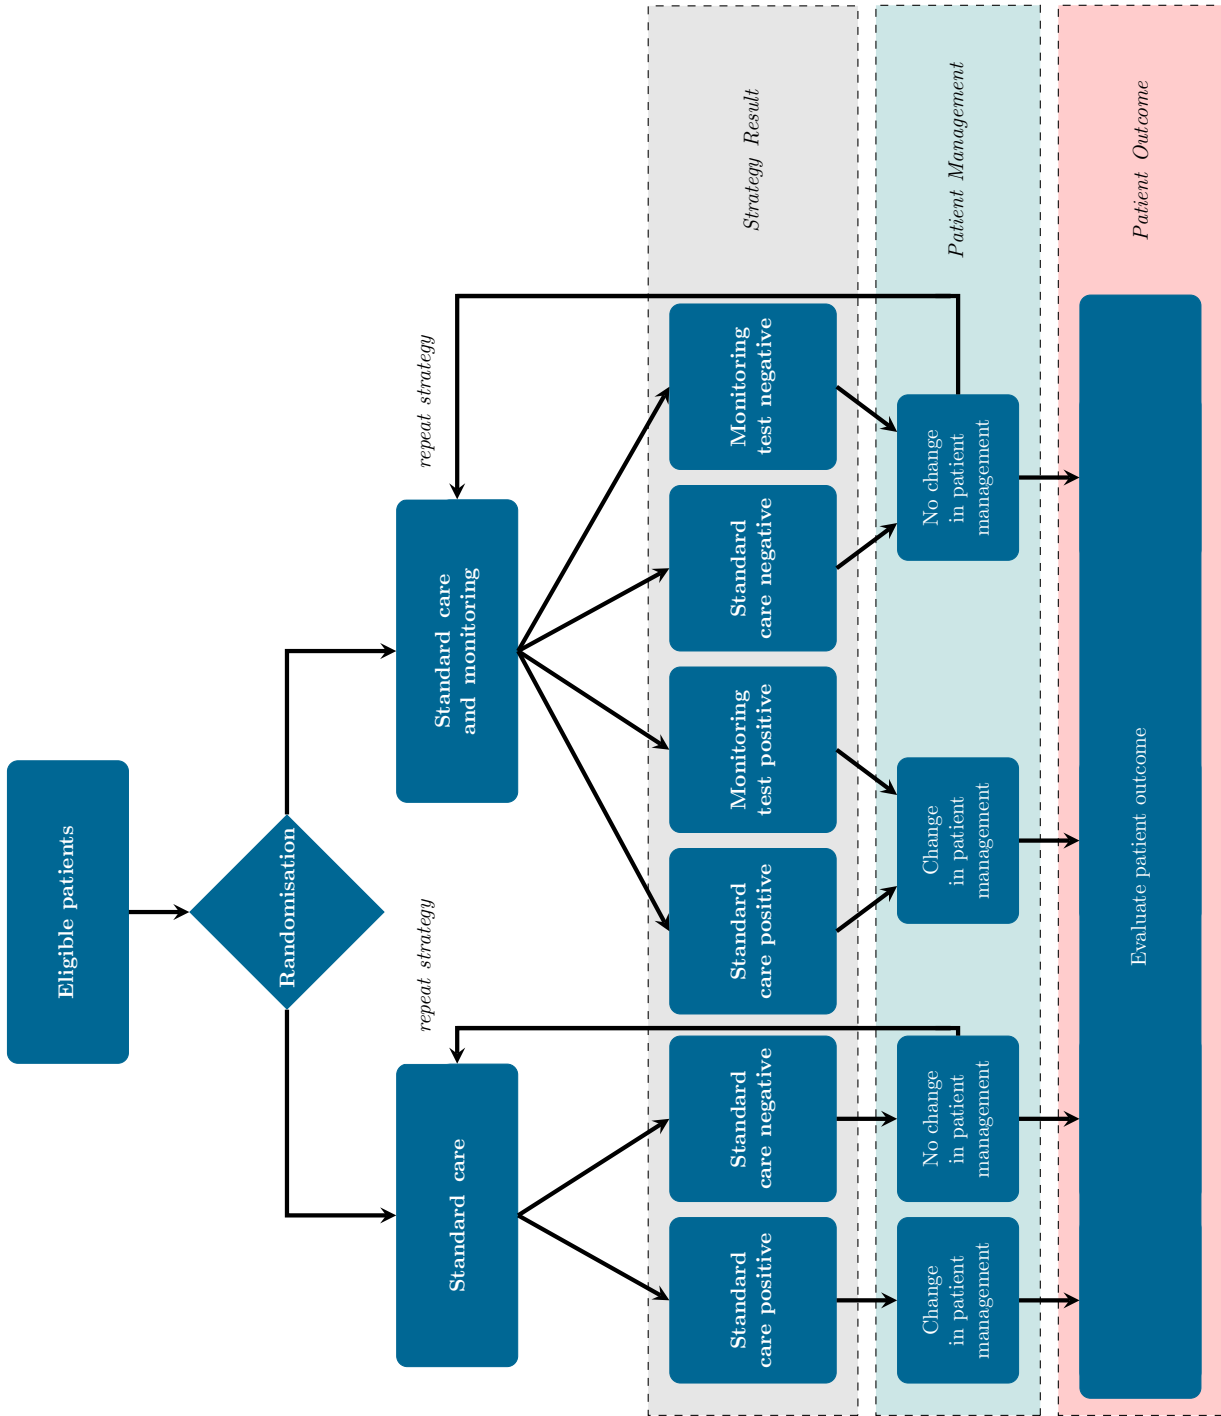 Eligible patients
Randomisation
Standard care
repeat strategy
Standard care
and monitoring
repeat strategy
Standard
care positive
Standard
care negative
Standard
care positive
Monitoring
test positive
Standard
care negative
Monitoring
test negative
Strategy Result
Change
in patient
management
No change
in patient
management
Change
in patient
management
No change
in patient
management
Patient Management
Evaluate patient outcome
Patient Outcome